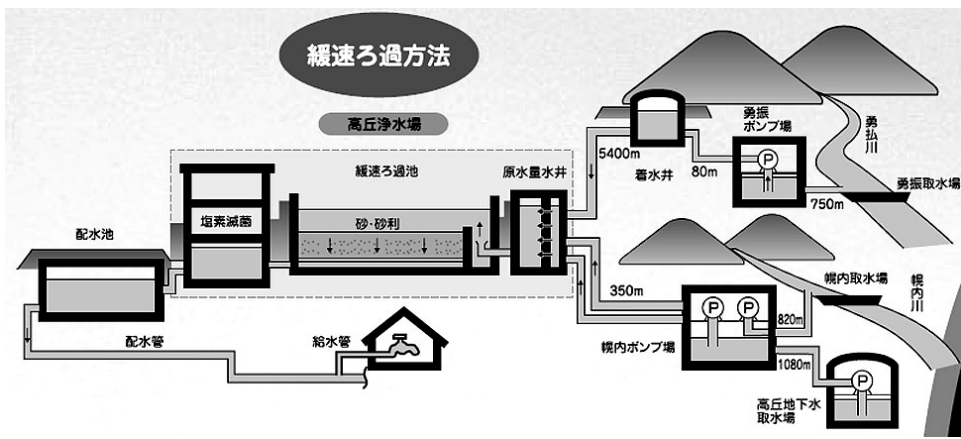 緩速ろ過方法
高丘浄水場
緩速ろ過池
原水量水井
塩素滅菌
砂・砂利
配水池
配水管
給水管
5400m
着水井
80m
勇振
ポンプ場
P
勇払川
750m
勇振取水場
350m
P
P
幌内ポンプ場
820m
幌内取水場
幌内川
1080m
P
高丘地下水
取水場